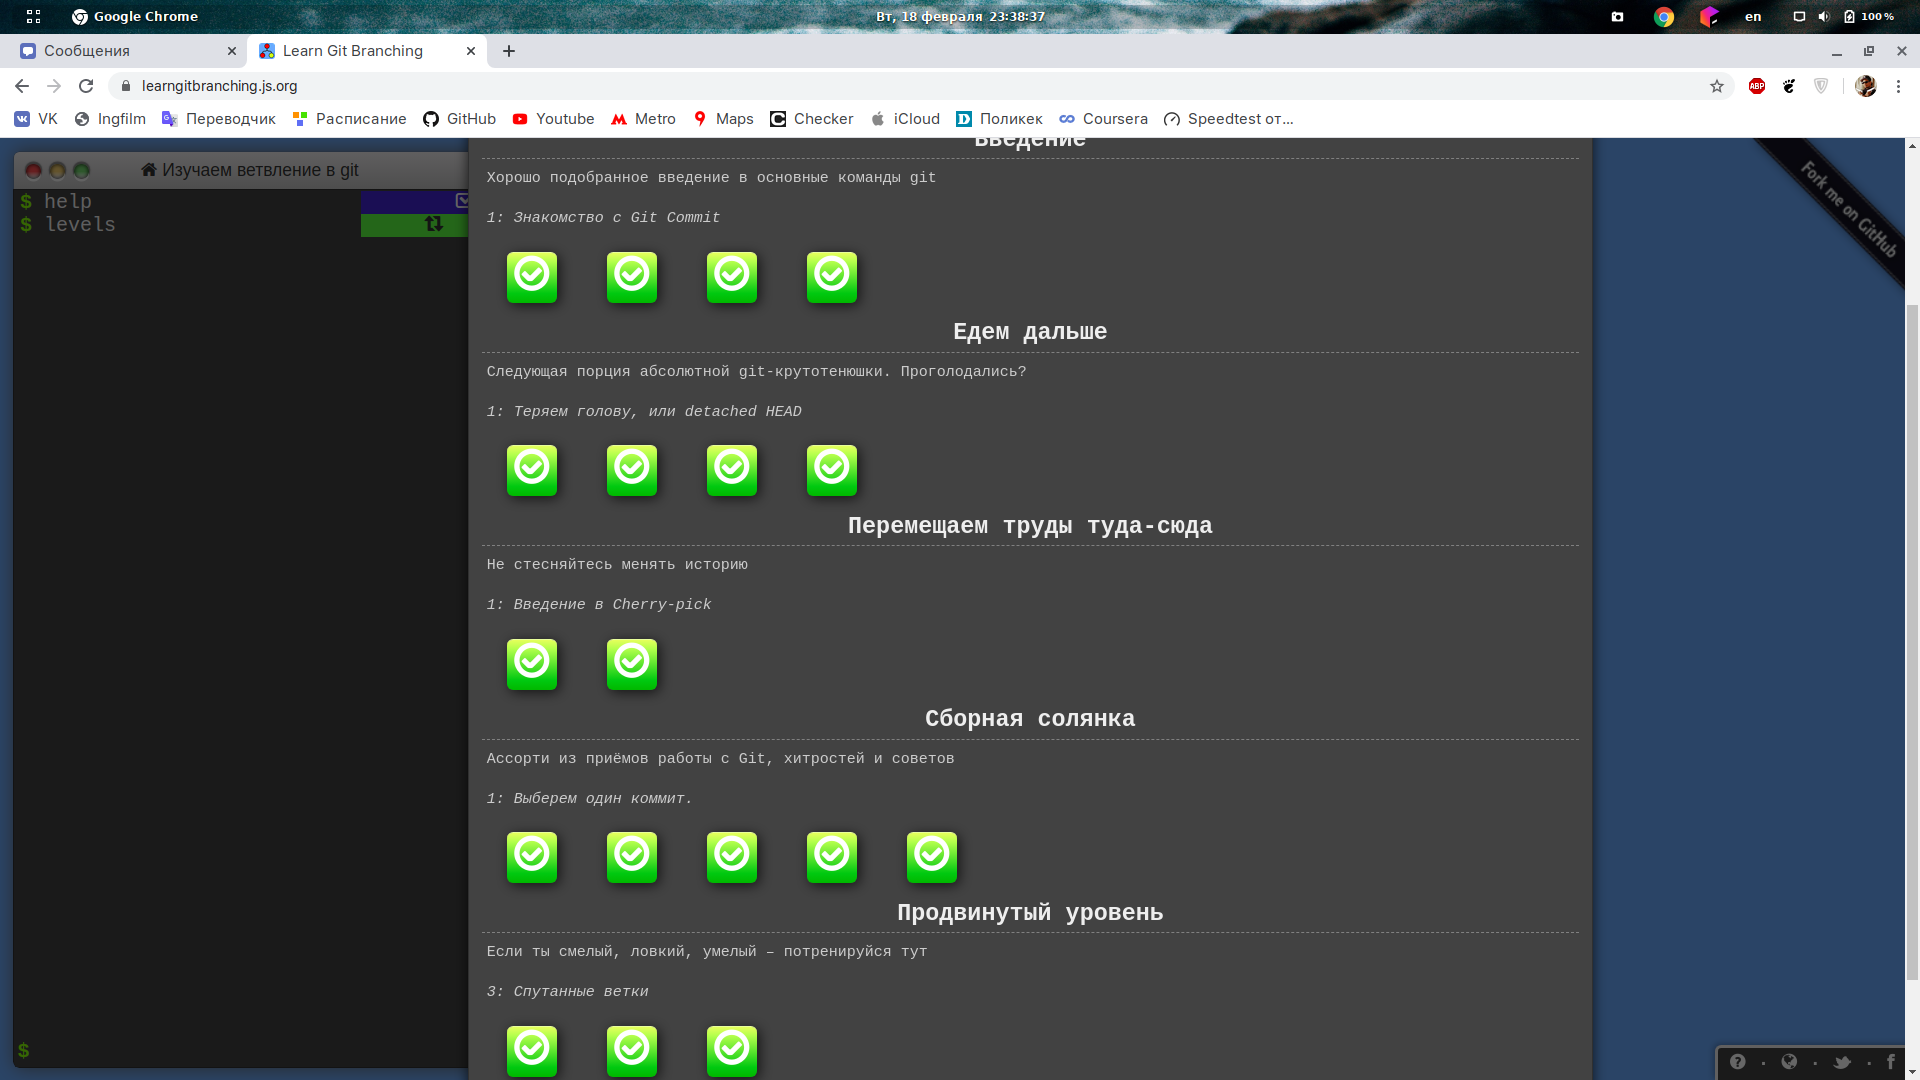 Google Chrome
Вт, 18 февраля 23:38:37
en
100 %
Сообщения
Learn Git Branching
learngitbranching.js.org
ABP
VK
Ingfilm
Переводчик
Расписание
GitHub
Youtube
Metro
Maps
Checker
iCloud
Поликек
Coursera
Speedtest от...
Изучаем ветвление в git
$ help
$ levels
$
Введение
Хорошо подобранное введение в основные команды git
1: Знакомство с Git Commit
Едем дальше
Следующая порция абсолютной git-крутотенюшки. Проголодались?
1: Теряем голову, или detached HEAD
Перемещаем труды туда-сюда
Не стесняйтесь менять историю
1: Введение в Cherry-pick
Сборная солянка
Ассорти из приёмов работы с Git, хитростей и советов
1: Выберем один коммит.
Продвинутый уровень
Если ты смелый, ловкий, умелый – потренируйся тут
3: Спутанные ветки
Fork me on GitHub